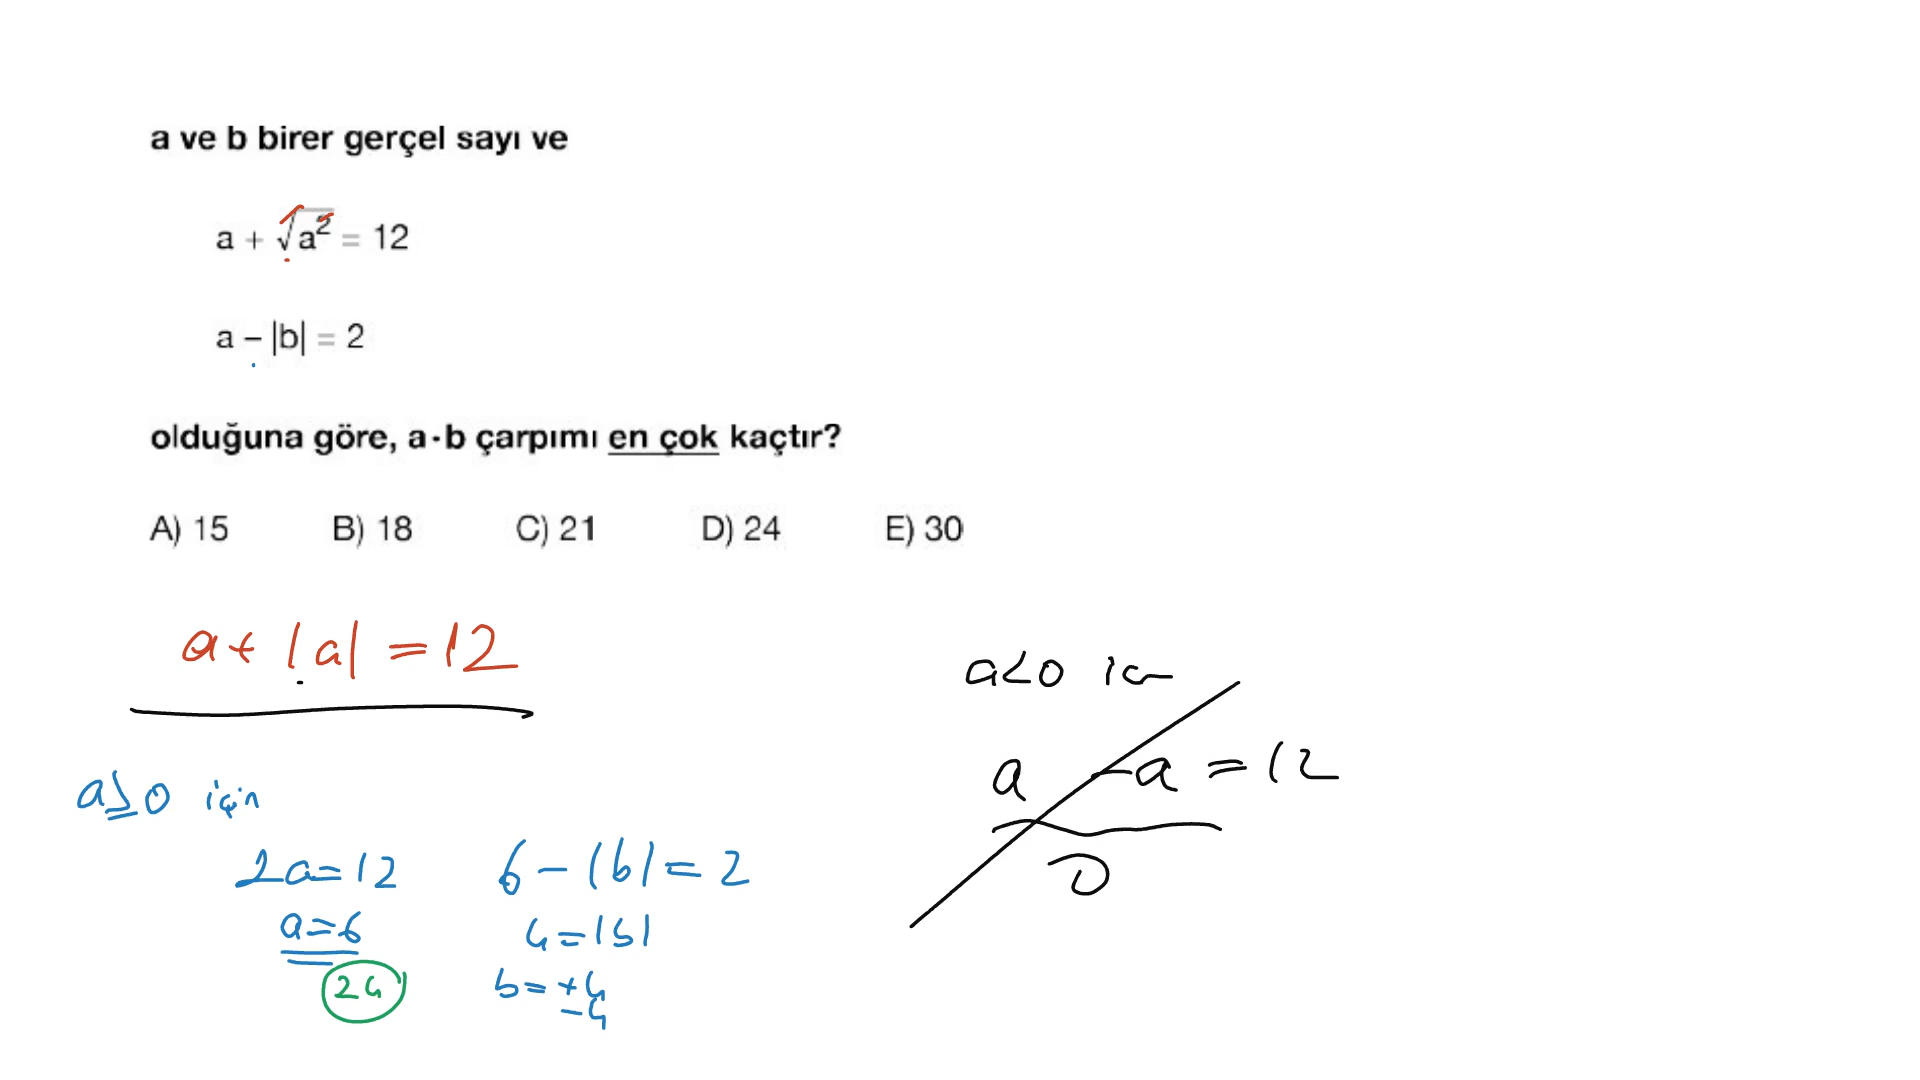 a ve b birer gerçel sayı ve
a + √a² = 12
a – |b| = 2
olduğuna göre, a·b çarpımı en çok kaçtır?
A) 15 B) 18 C) 21 D) 24 E) 30
a + |a| = 12
a≥0 için
2a=12
a=6
24
6 – |b| = 2
4 = |b|
b = +4
–4
a<0 için
a – a = 12
0